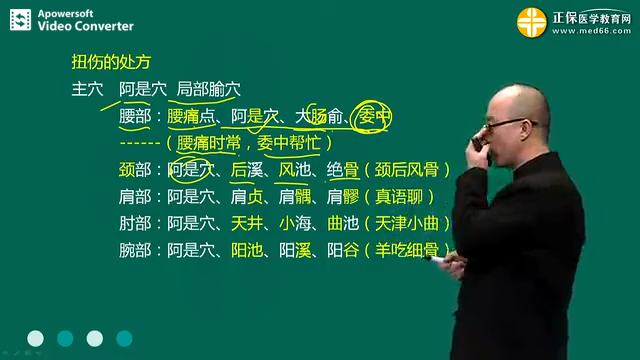 Apowersoft
Video Converter
正保医学教育网
www.med66.com
扭伤的处方
主穴 阿是穴 局部腧穴
腰部：腰痛点、阿是穴、大肠俞、委中
------（腰痛时常，委中帮忙）
颈部：阿是穴、后溪、风池、绝骨（颈后风骨）
肩部：阿是穴、肩贞、肩髃、肩髎（真语聊）
肘部：阿是穴、天井、小海、曲池（天津小曲）
腕部：阿是穴、阳池、阳溪、阳谷（羊吃细骨）